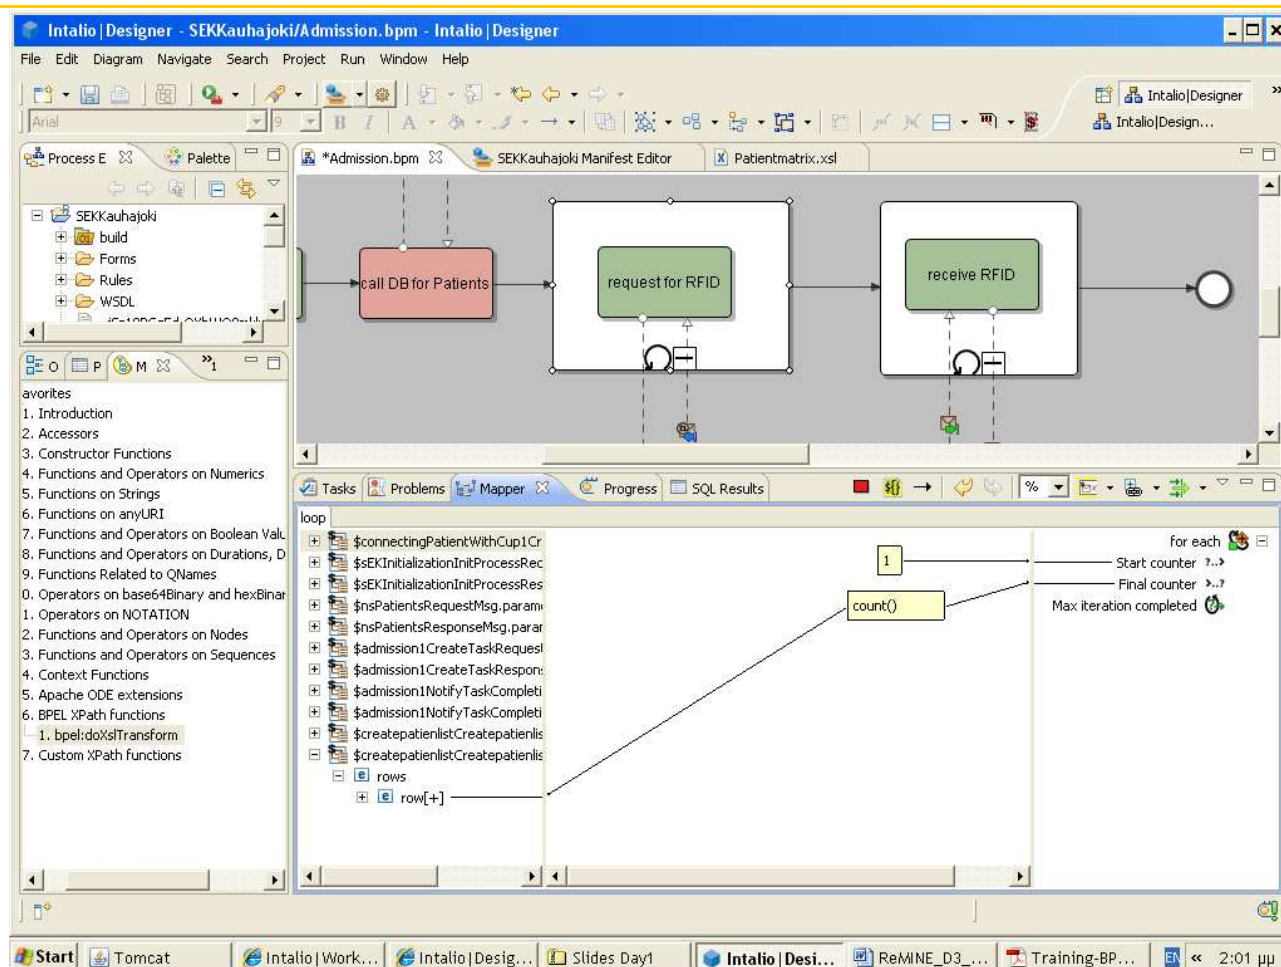 Intalio|Designer - SEKKauhajoki/Admission.bpm - Intalio|Designer
File Edit Diagram Navigate Search Project Run Window Help
Intalio|Designer
Arial 9 B I A
Intalio|Design...
Process E Palette
*Admission.bpm SEKKauhajoki Manifest Editor Patientmatrix.xsl
SEKKauhajoki
build
Forms
Rules
WSDL
call DB for Patients
request for RFID
receive RFID
O P M 1
avorites
1. Introduction
2. Accessors
3. Constructor Functions
4. Functions and Operators on Numerics
5. Functions on Strings
6. Functions on anyURI
7. Functions and Operators on Boolean Valu
8. Functions and Operators on Durations, D
9. Functions Related to QNames
0. Operators on base64Binary and hexBinar
1. Operators on NOTATION
2. Functions and Operators on Nodes
3. Functions and Operators on Sequences
4. Context Functions
5. Apache ODE extensions
6. BPEL XPath functions
1. bpel:doXslTransform
7. Custom XPath functions
Tasks Problems Mapper Progress SQL Results
%
loop
$connectingPatientWithCup1Cr
$sEKInitializationInitProcessRec
$sEKInitializationInitProcessRes
$nsPatientsRequestMsg.param
$nsPatientsResponseMsg.parar
$admission1CreateTaskRequest
$admission1CreateTaskRespon
$admission1NotifyTaskCompleti
$admission1NotifyTaskCompleti
$createpatienlistCreatepatienlis
$createpatienlistCreatepatienlis
rows
row[+]
1
count()
for each
Start counter
Final counter
Max iteration completed
Start Tomcat Intalio|Work... Intalio|Desig... Slides Day1 Intalio|Desi... ReMINE_D3_... Training-BP... EN « 2:01 μμ